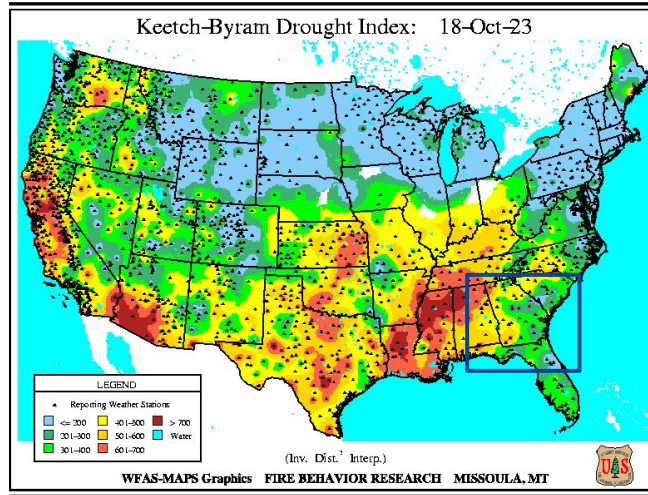 Keetch-Byram Drought Index: 18-Oct-23
LEGEND
Reporting Weather Stations
<= 200
401-500
> 700
201-300
501-600
Water
301-400
601-700
(Inv. Dist.² Interp.)
WFAS-MAPS Graphics FIRE BEHAVIOR RESEARCH MISSOULA, MT
U S